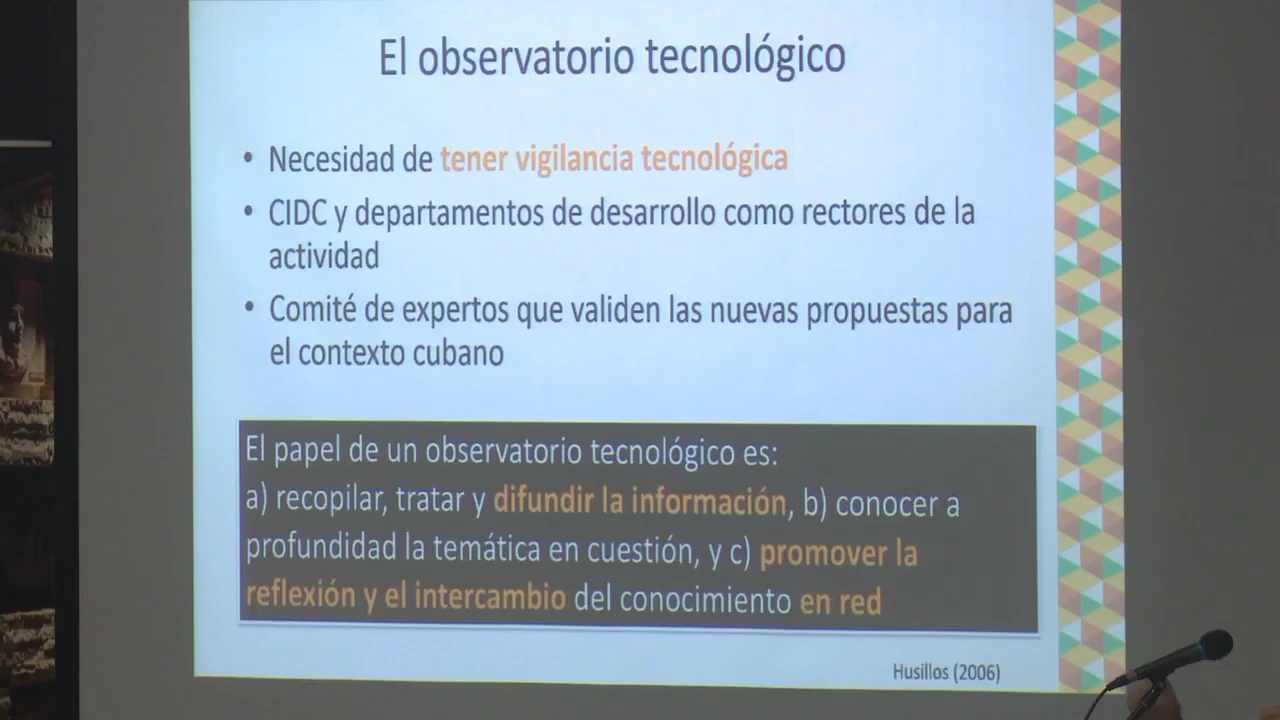 El observatorio tecnológico
• Necesidad de tener vigilancia tecnológica
• CIDC y departamentos de desarrollo como rectores de la
actividad
• Comité de expertos que validen las nuevas propuestas para
el contexto cubano
El papel de un observatorio tecnológico es:
a) recopilar, tratar y difundir la información, b) conocer a
profundidad la temática en cuestión, y c) promover la
reflexión y el intercambio del conocimiento en red
Husillos (2006)